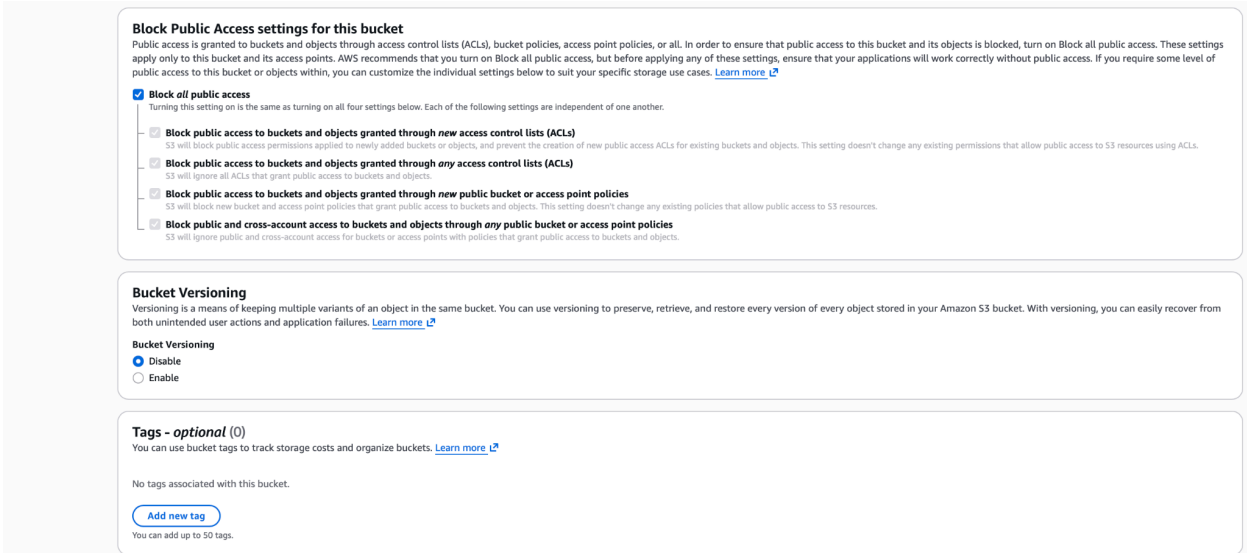 Block Public Access settings for this bucket
Public access is granted to buckets and objects through access control lists (ACLs), bucket policies, access point policies, or all. In order to ensure that public access to this bucket and its objects is blocked, turn on Block all public access. These settings
apply only to this bucket and its access points. AWS recommends that you turn on Block all public access, but before applying any of these settings, ensure that your applications will work correctly without public access. If you require some level of
public access to this bucket or objects within, you can customize the individual settings below to suit your specific storage use cases. Learn more
Block all public access
Turning this setting on is the same as turning on all four settings below. Each of the following settings are independent of one another.
Block public access to buckets and objects granted through new access control lists (ACLs)
S3 will block public access permissions applied to newly added buckets or objects, and prevent the creation of new public access ACLs for existing buckets and objects. This setting doesn't change any existing permissions that allow public access to S3 resources using ACLs.
Block public access to buckets and objects granted through any access control lists (ACLs)
S3 will ignore all ACLs that grant public access to buckets and objects.
Block public access to buckets and objects granted through new public bucket or access point policies
S3 will block new bucket and access point policies that grant public access to buckets and objects. This setting doesn't change any existing policies that allow public access to S3 resources.
Block public and cross-account access to buckets and objects through any public bucket or access point policies
S3 will ignore public and cross-account access for buckets or access points with policies that grant public access to buckets and objects.
Bucket Versioning
Versioning is a means of keeping multiple variants of an object in the same bucket. You can use versioning to preserve, retrieve, and restore every version of every object stored in your Amazon S3 bucket. With versioning, you can easily recover from
both unintended user actions and application failures. Learn more
Bucket Versioning
Disable
Enable
Tags - optional (0)
You can use bucket tags to track storage costs and organize buckets. Learn more
No tags associated with this bucket.
Add new tag
You can add up to 50 tags.